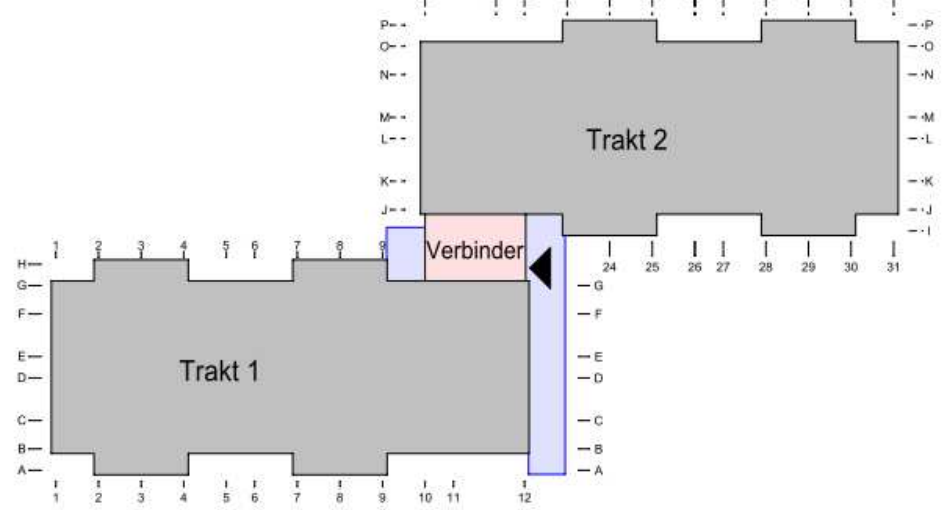 P P
O O
N N
M M
L L
Trakt 2
K K
J J
I
1 2 3 4 5 6 7 8 9
Verbinder
24 25 26 27 28 29 30 31
H
G G
F F
E E
D D
Trakt 1
C C
B B
A A
1 2 3 4 5 6 7 8 9 10 11 12